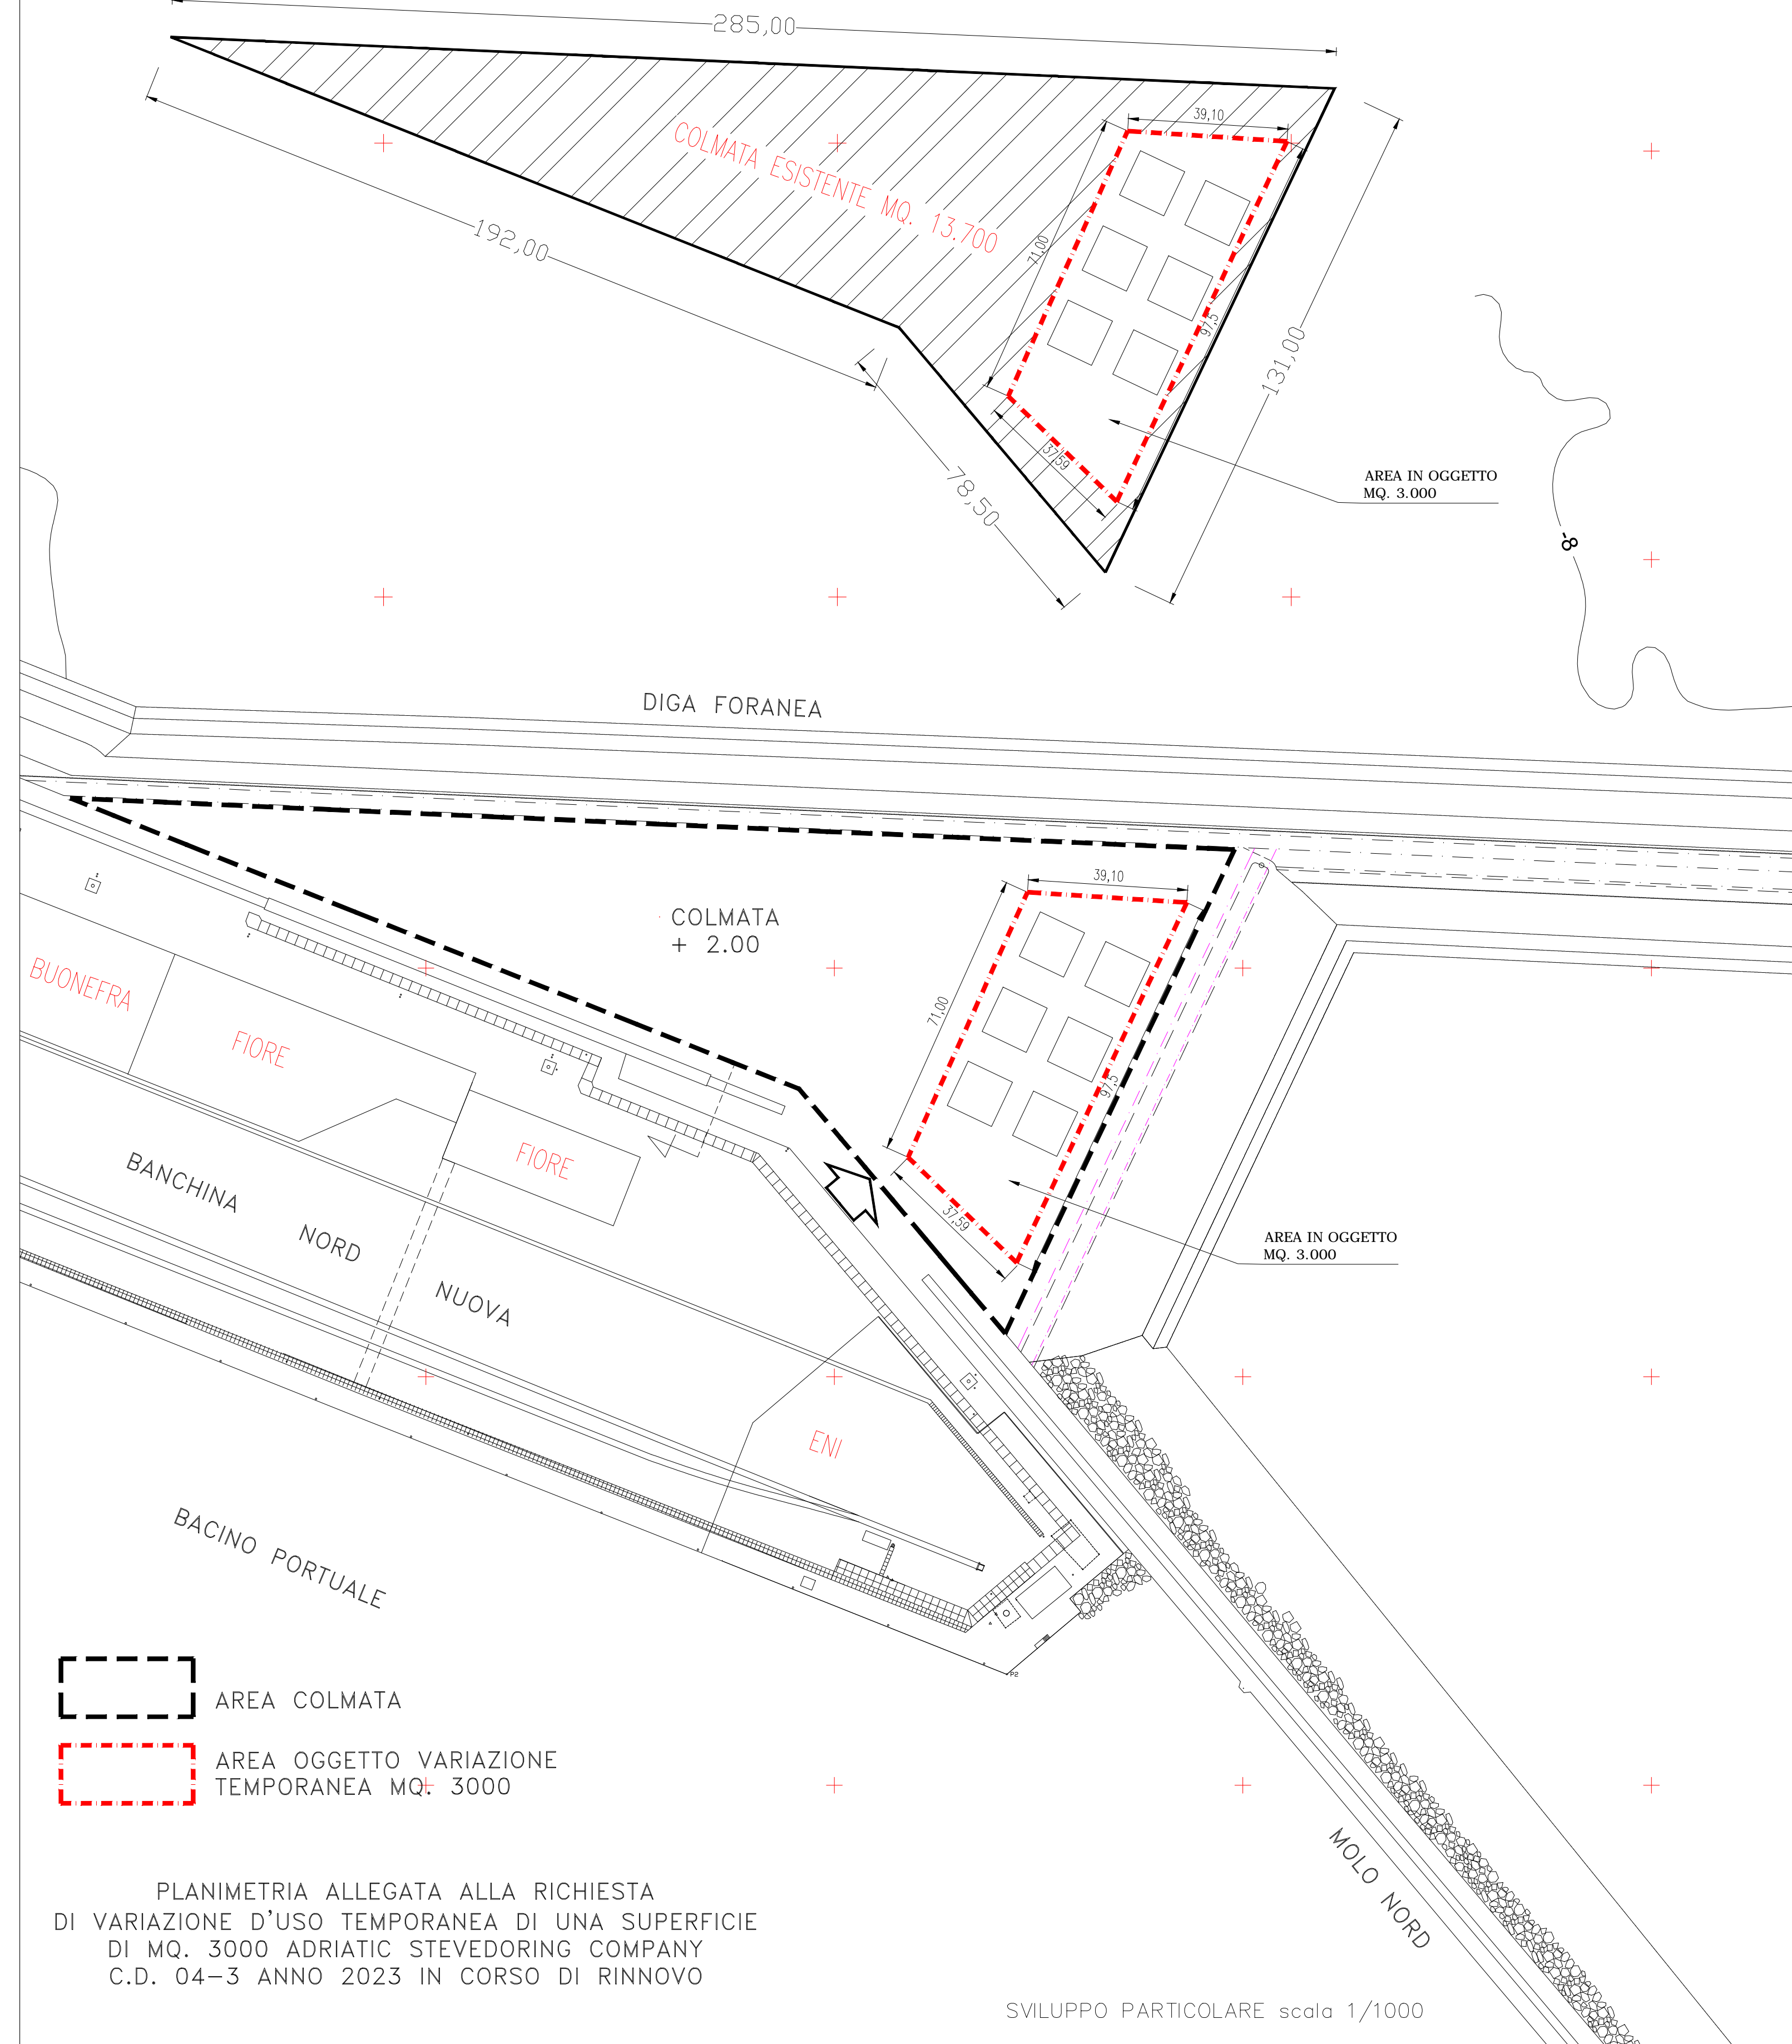 285,00
39,10
COLMATA ESISTENTE MQ. 13.700
192,00
71,00
97,5
131,00
37,59
78,50
AREA IN OGGETTO
MQ. 3.000
-8
DIGA FORANEA
39,10
COLMATA
+ 2.00
71,00
97,5
BUONEFRA
FIORE
FIORE
37,59
AREA IN OGGETTO
MQ. 3.000
BANCHINA NORD NUOVA
ENI
BACINO PORTUALE
P2
AREA COLMATA
AREA OGGETTO VARIAZIONE
TEMPORANEA MQ. 3000
MOLO NORD
PLANIMETRIA ALLEGATA ALLA RICHIESTA
DI VARIAZIONE D'USO TEMPORANEA DI UNA SUPERFICIE
DI MQ. 3000 ADRIATIC STEVEDORING COMPANY
C.D. 04-3 ANNO 2023 IN CORSO DI RINNOVO
SVILUPPO PARTICOLARE scala 1/1000